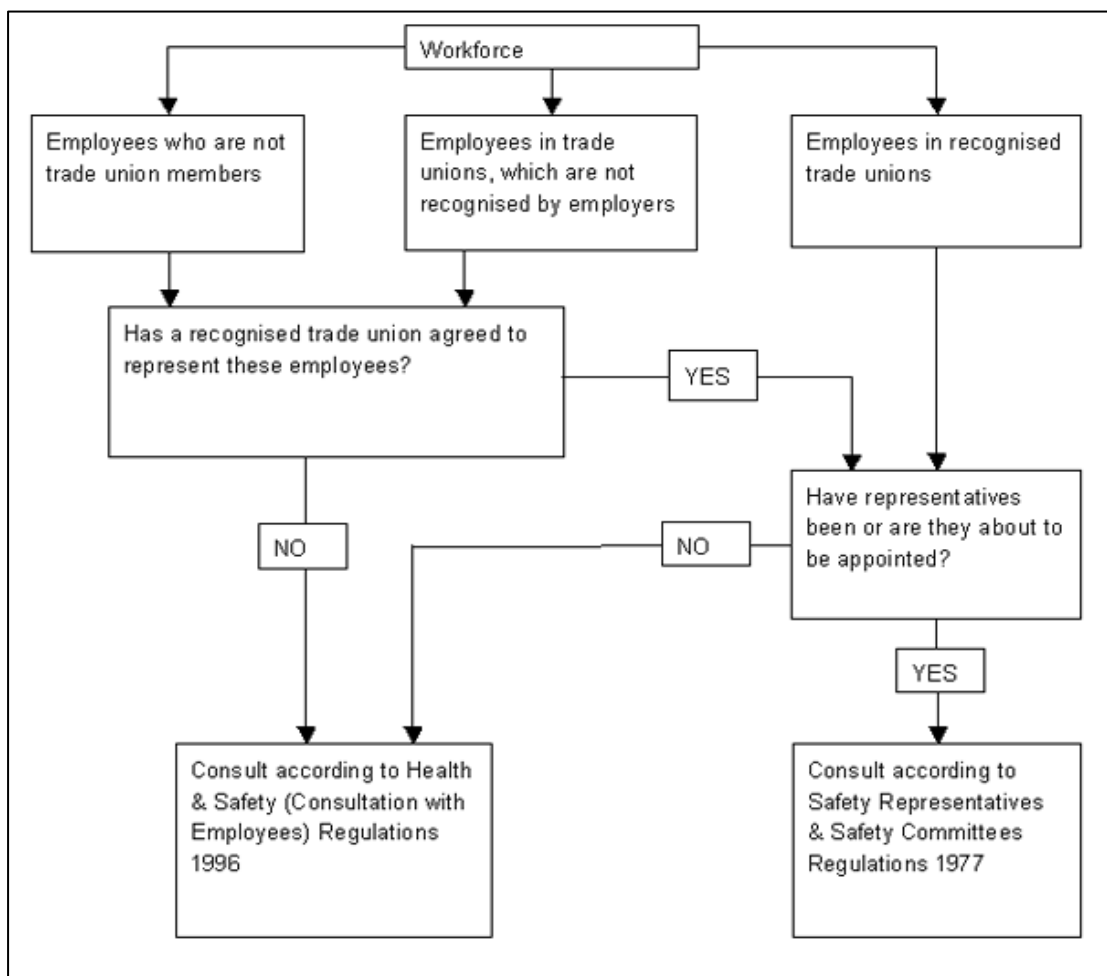 Workforce
Employees who are not
trade union members
Employees in trade
unions, which are not
recognised by employers
Employees in recognised
trade unions
Has a recognised trade union agreed to
represent these employees?
YES
Have representatives
been or are they about to
be appointed?
NO
NO
YES
Consult according to Health
& Safety (Consultation with
Employees) Regulations
1996
Consult according to
Safety Representatives
& Safety Committees
Regulations 1977